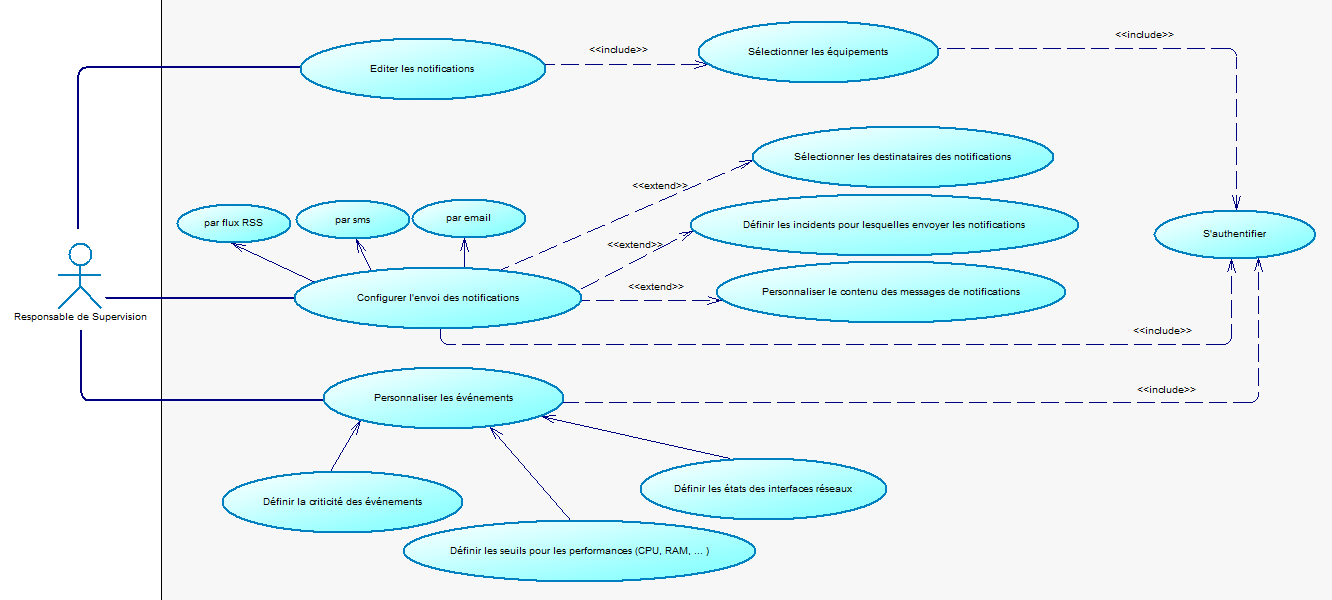 <<include>>
<<include>>
Sélectionner les équipements
Editer les notifications
Sélectionner les destinataires des notifications
<<extend>>
par flux RSS
par sms
par email
Définir les incidents pour lesquelles envoyer les notifications
S'authentifier
<<extend>>
<<extend>>
Personnaliser le contenu des messages de notifications
Configurer l'envoi des notifications
Responsable de Supervision
<<include>>
<<include>>
Personnaliser les événements
Définir les états des interfaces réseaux
Définir la criticité des événements
Définir les seuils pour les performances (CPU, RAM, ... )